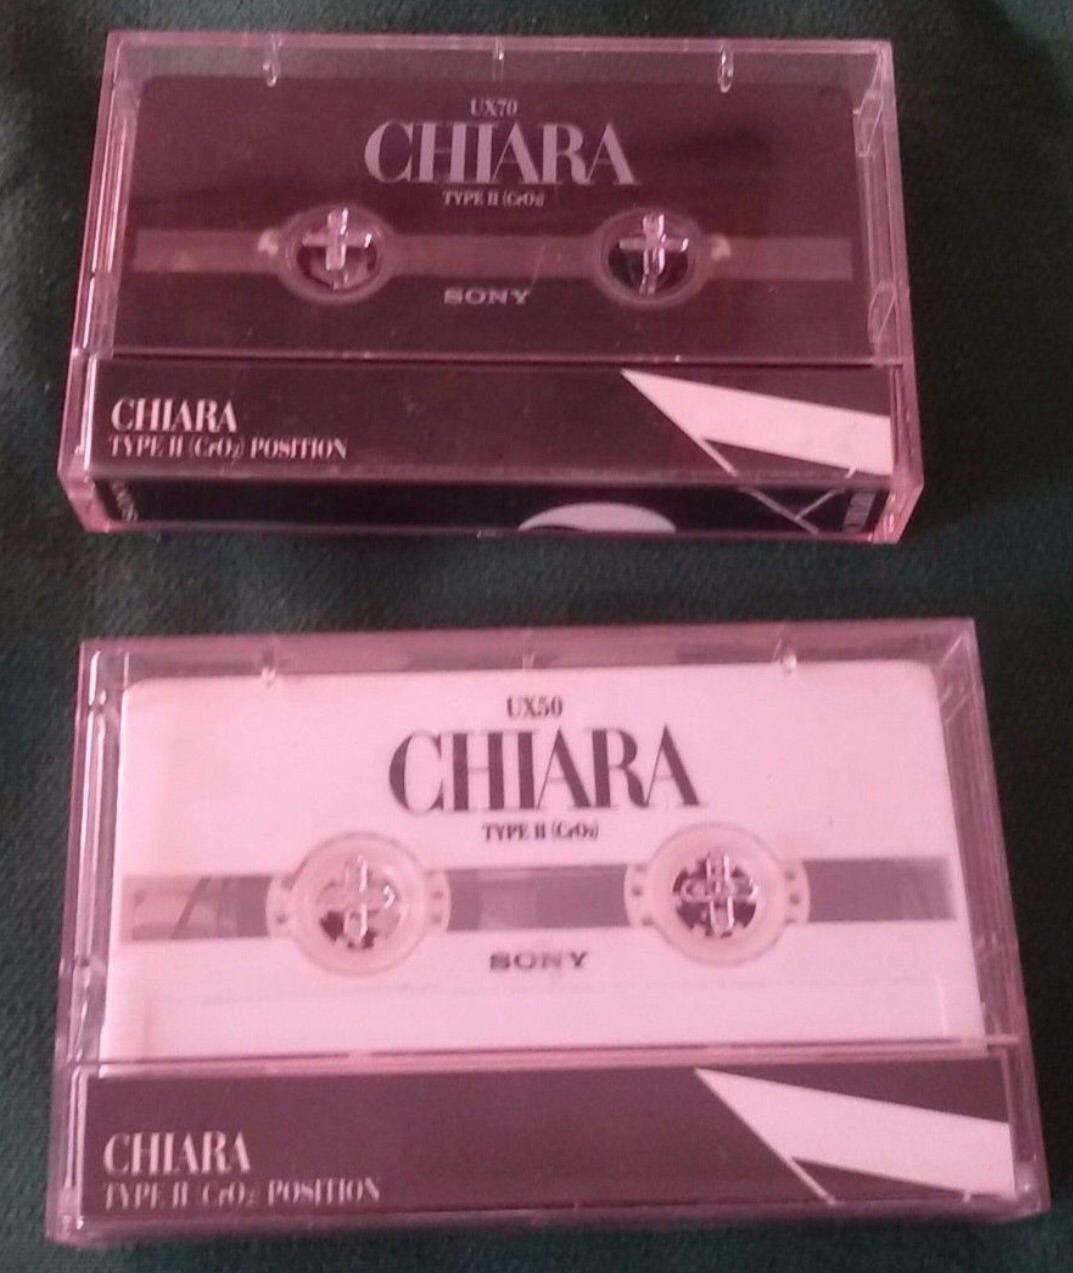 UX70
CHIARA
TYPE II (CrO₂)
SONY
CHIARA
TYPE II (CrO₂) POSITION
SONY
UX50
CHIARA
TYPE II (CrO₂)
SONY
CHIARA
TYPE II (CrO₂) POSITION